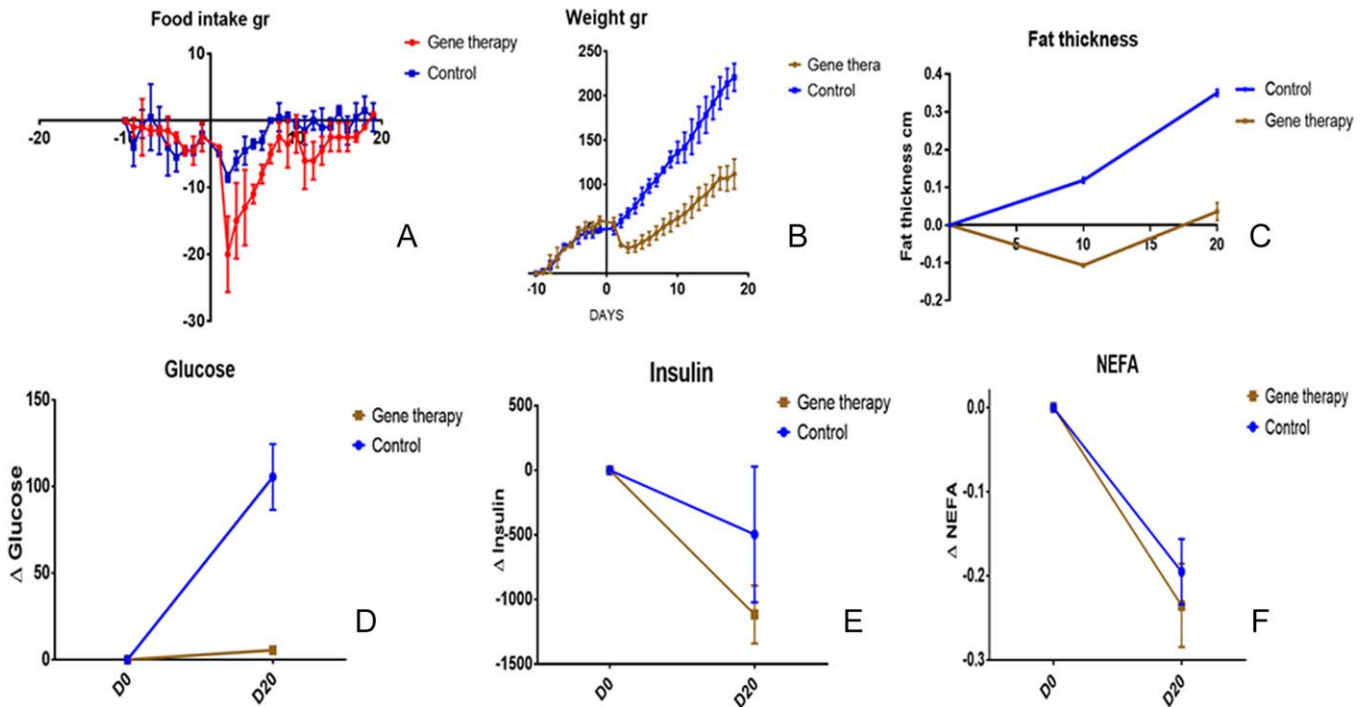 Food intake gr
Gene therapy
Control
10
-20
-10
10
20
-10
-20
-30
A
Weight gr
Gene thera
Control
250
200
150
100
-10
0
10
20
DAYS
B
Fat thickness
Control
Gene therapy
Fat thickness cm
0.4
0.3
0.2
0.1
0.0
-0.1
-0.2
5
10
15
20
C
Glucose
Gene therapy
Control
Δ Glucose
150
100
50
0
D0
D20
D
Insulin
Gene therapy
Control
Δ Insulin
500
0
-500
-1000
-1500
D0
D20
E
NEFA
Gene therapy
Control
Δ NEFA
0.0
-0.1
-0.2
-0.3
D0
D20
F